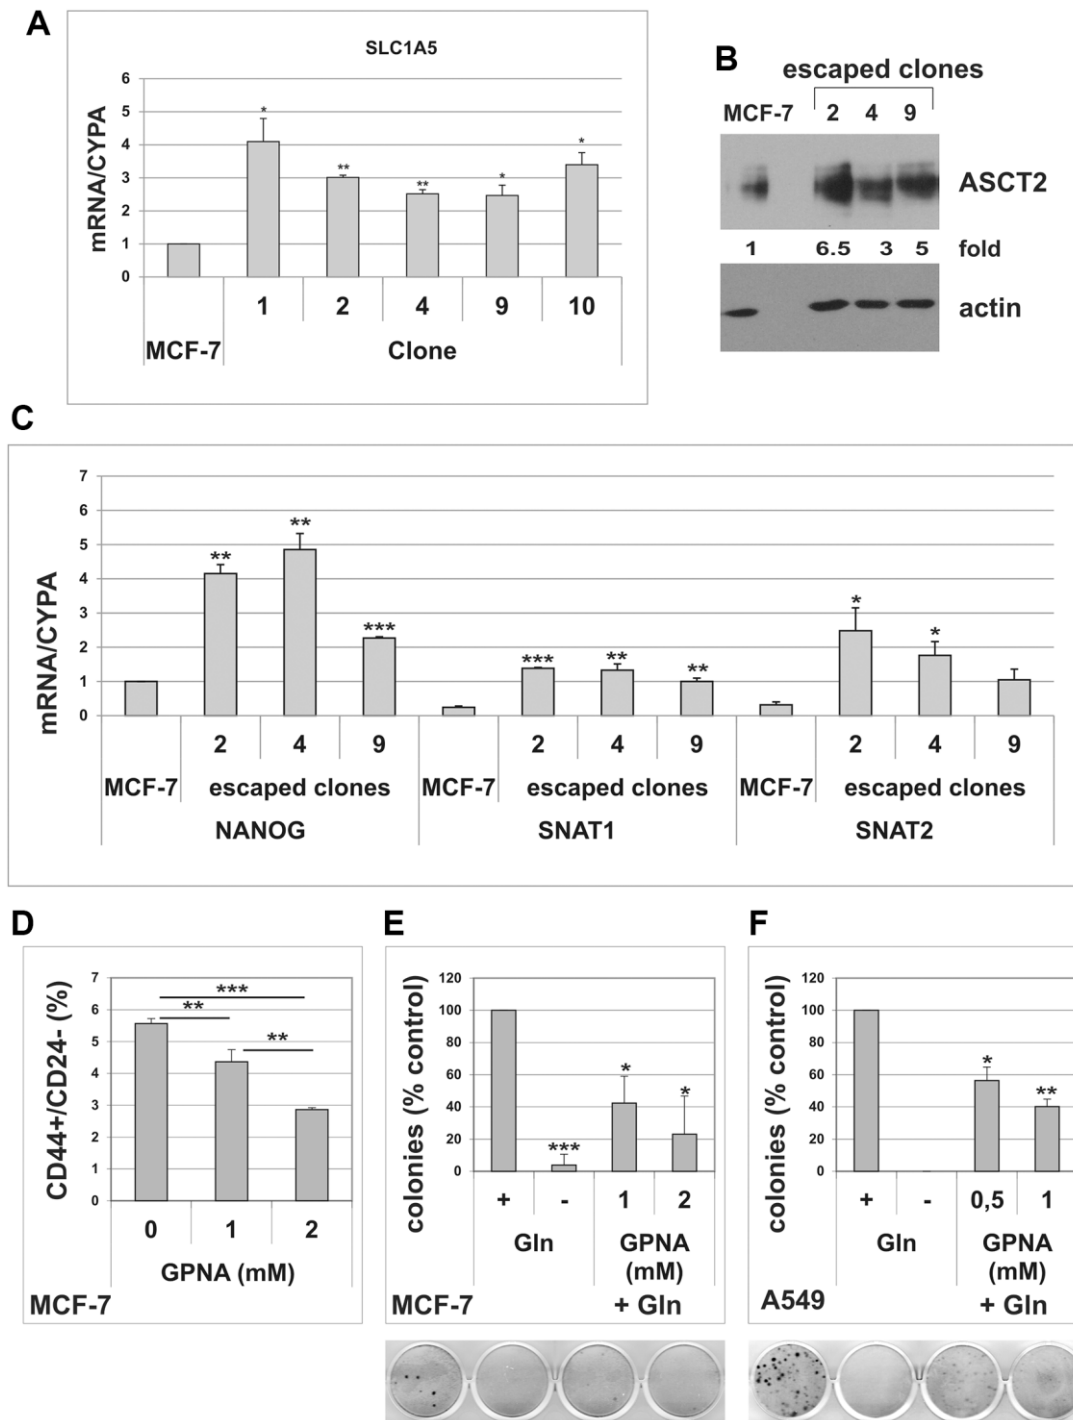 A
SLC1A5
mRNA/CYPA
6
5
4
3
2
1
0
* ** ** * *
1 2 4 9 10
MCF-7 Clone
B
escaped clones
MCF-7 2 4 9
ASCT2
1 6.5 3 5 fold
actin
C
mRNA/CYPA
7
6
5
4
3
2
1
0
** ** *** *** ** ** * *
2 4 9 2 4 9 2 4 9
MCF-7 escaped clones MCF-7 escaped clones MCF-7 escaped clones
NANOG SNAT1 SNAT2
D
CD44+/CD24- (%)
7
6
5
4
3
2
1
0
***
**
**
0 1 2
GPNA (mM)
MCF-7
E
colonies (% control)
120
100
80
60
40
20
0
*** * *
+ - 1 2
Gln GPNA
(mM)
MCF-7 + Gln
F
colonies (% control)
120
100
80
60
40
20
0
* **
+ - 0,5 1
Gln GPNA
(mM)
A549 + Gln